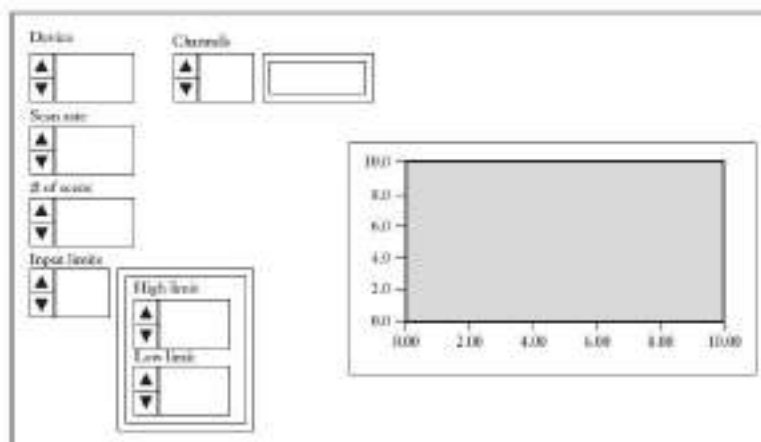 Device
Channels
Scan rate
# of scans
Input limits
High limit
Low limit
10.0
8.0
6.0
4.0
2.0
0.0
0.00 2.00 4.00 6.00 8.00 10.00